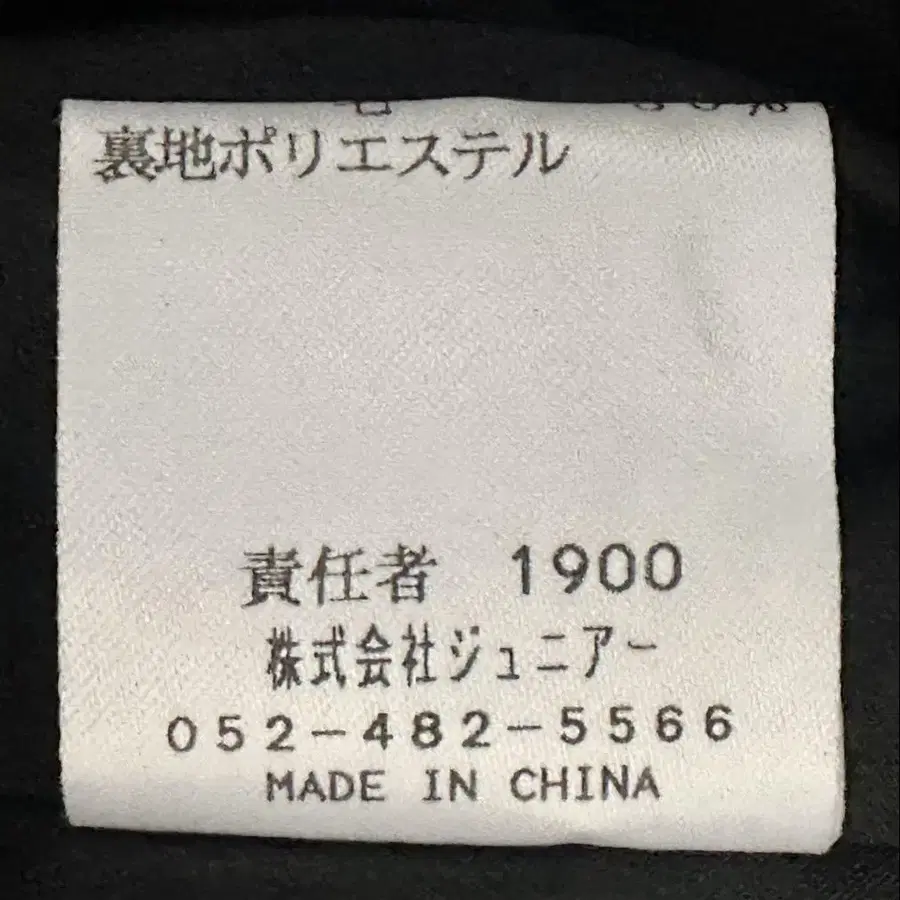 裏地ポリエステル
責任者 1900
株式会社ジュニアー
052-482-5566
MADE IN CHINA